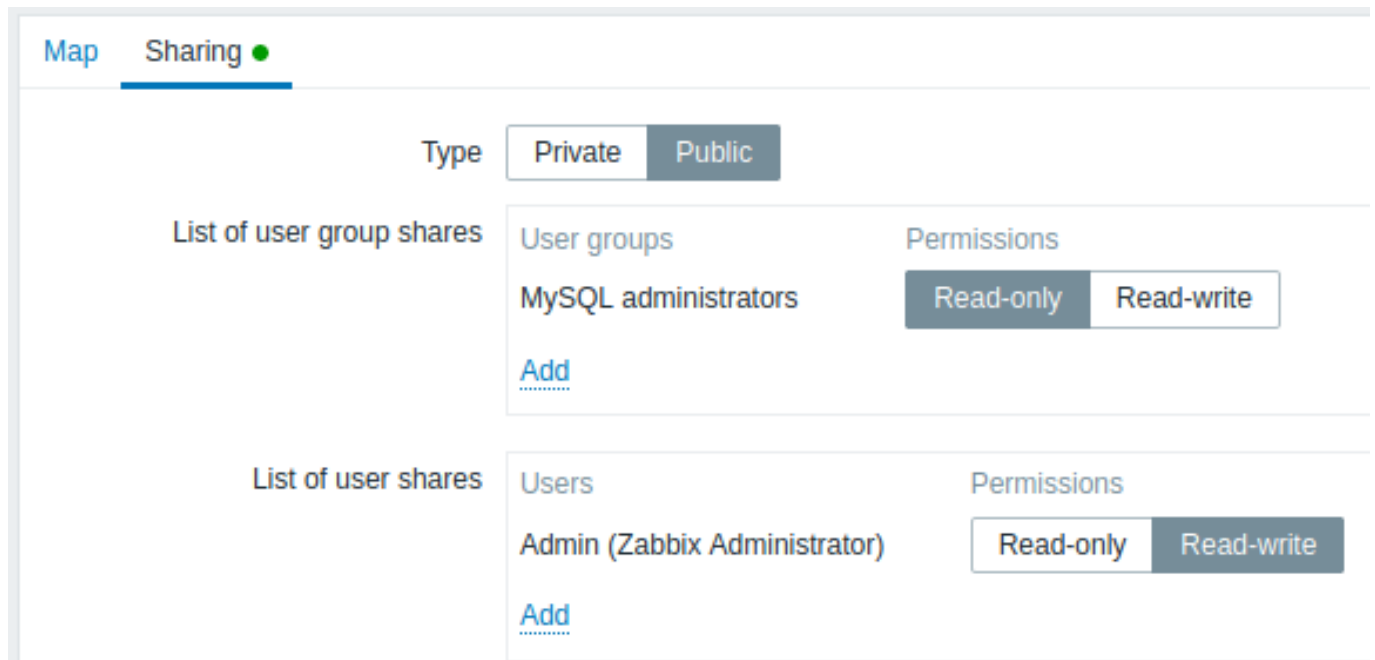 Map Sharing
Type Private Public
List of user group shares User groups Permissions
MySQL administrators Read-only Read-write
Add
List of user shares Users Permissions
Admin (Zabbix Administrator) Read-only Read-write
Add